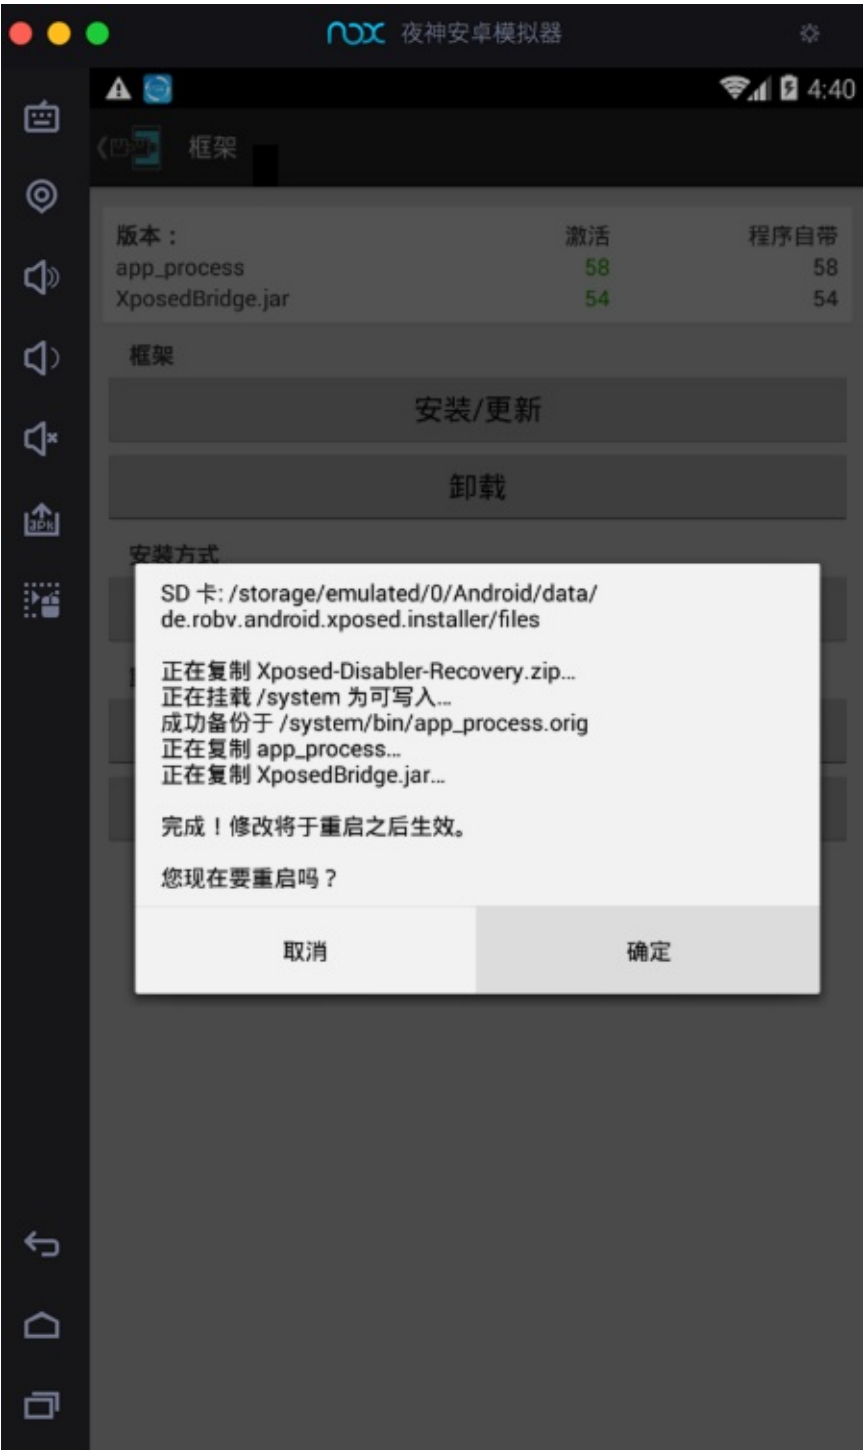 nox 夜神安卓模拟器
4:40
框架
版本： 激活 程序自带
app_process 58 58
XposedBridge.jar 54 54
框架
安装/更新
卸载
安装方式
SD 卡: /storage/emulated/0/Android/data/
de.robv.android.xposed.installer/files
正在复制 Xposed-Disabler-Recovery.zip...
正在挂载 /system 为可写入...
成功备份于 /system/bin/app_process.orig
正在复制 app_process...
正在复制 XposedBridge.jar...
完成！修改将于重启之后生效。
您现在要重启吗？
取消 确定